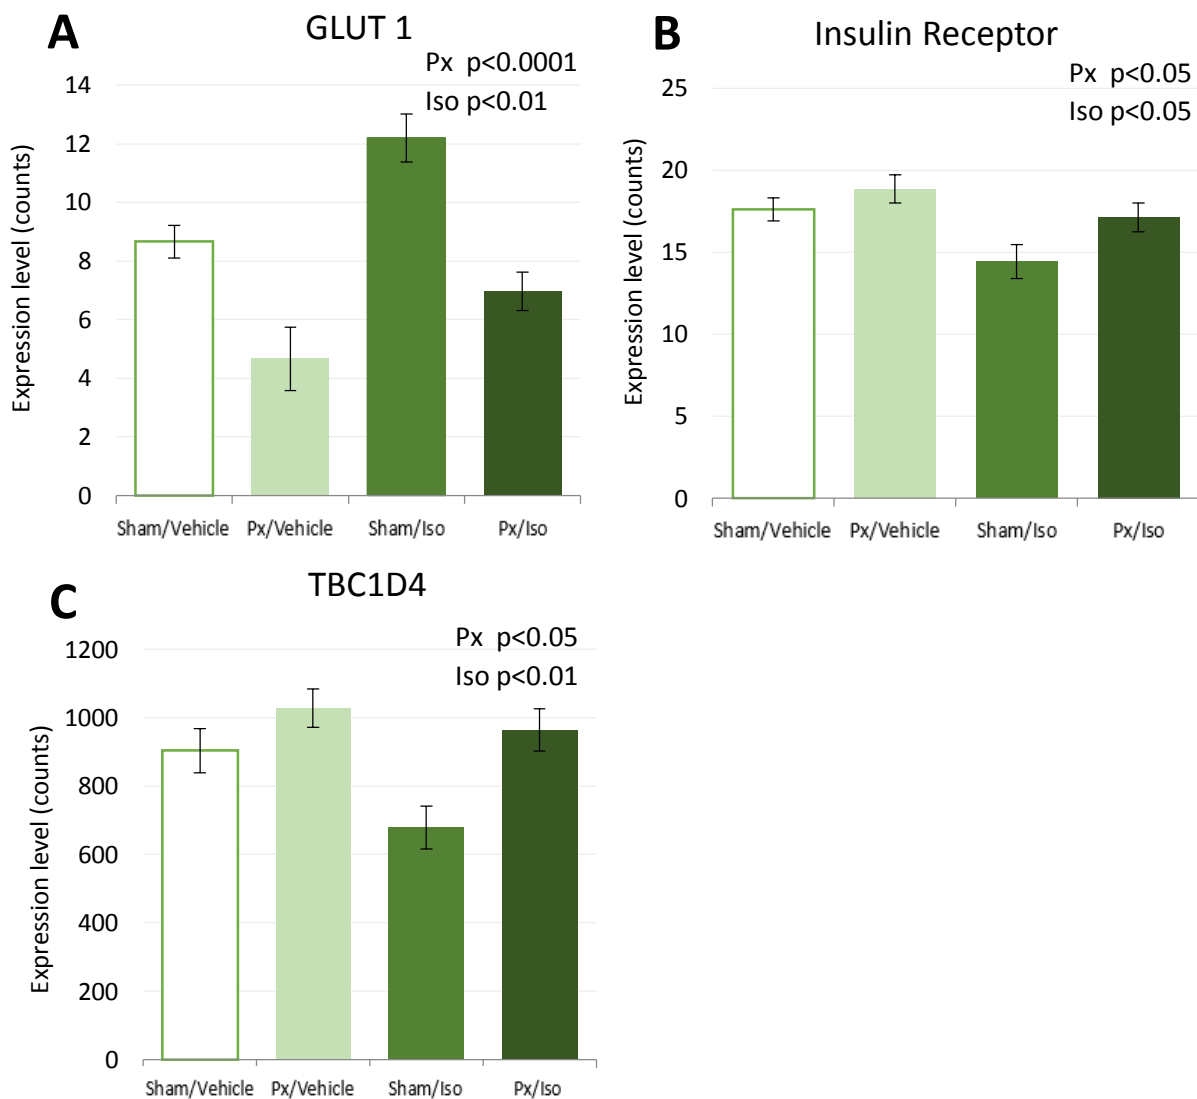 A
GLUT 1
Px  p<0.0001
Iso p<0.01
Expression level (counts)
14
12
10
8
6
4
2
0
Sham/Vehicle
Px/Vehicle
Sham/Iso
Px/Iso
B
Insulin Receptor
Px  p<0.05
Iso p<0.05
Expression level (counts)
25
20
15
10
5
0
Sham/Vehicle
Px/Vehicle
Sham/Iso
Px/Iso
C
TBC1D4
Px  p<0.05
Iso p<0.01
Expression level (counts)
1200
1000
800
600
400
200
0
Sham/Vehicle
Px/Vehicle
Sham/Iso
Px/Iso